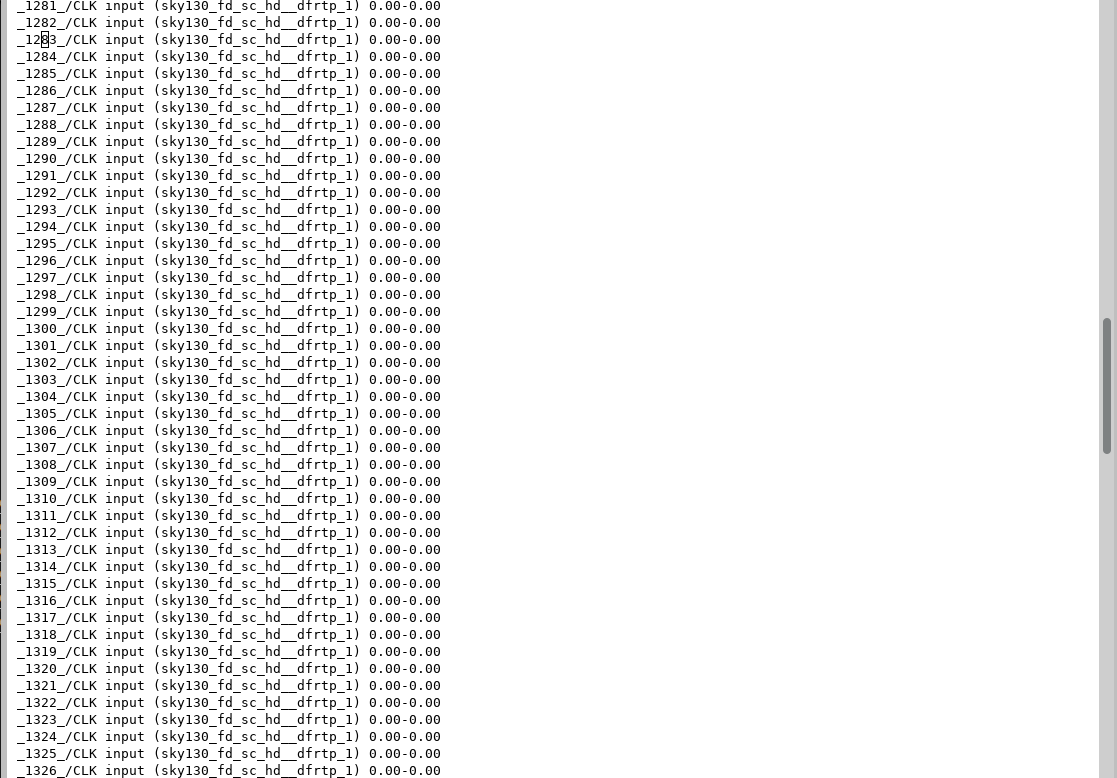 _1281_/CLK input (sky130_fd_sc_hd__dfrtp_1) 0.00-0.00
_1282_/CLK input (sky130_fd_sc_hd__dfrtp_1) 0.00-0.00
_1283_/CLK input (sky130_fd_sc_hd__dfrtp_1) 0.00-0.00
_1284_/CLK input (sky130_fd_sc_hd__dfrtp_1) 0.00-0.00
_1285_/CLK input (sky130_fd_sc_hd__dfrtp_1) 0.00-0.00
_1286_/CLK input (sky130_fd_sc_hd__dfrtp_1) 0.00-0.00
_1287_/CLK input (sky130_fd_sc_hd__dfrtp_1) 0.00-0.00
_1288_/CLK input (sky130_fd_sc_hd__dfrtp_1) 0.00-0.00
_1289_/CLK input (sky130_fd_sc_hd__dfrtp_1) 0.00-0.00
_1290_/CLK input (sky130_fd_sc_hd__dfrtp_1) 0.00-0.00
_1291_/CLK input (sky130_fd_sc_hd__dfrtp_1) 0.00-0.00
_1292_/CLK input (sky130_fd_sc_hd__dfrtp_1) 0.00-0.00
_1293_/CLK input (sky130_fd_sc_hd__dfrtp_1) 0.00-0.00
_1294_/CLK input (sky130_fd_sc_hd__dfrtp_1) 0.00-0.00
_1295_/CLK input (sky130_fd_sc_hd__dfrtp_1) 0.00-0.00
_1296_/CLK input (sky130_fd_sc_hd__dfrtp_1) 0.00-0.00
_1297_/CLK input (sky130_fd_sc_hd__dfrtp_1) 0.00-0.00
_1298_/CLK input (sky130_fd_sc_hd__dfrtp_1) 0.00-0.00
_1299_/CLK input (sky130_fd_sc_hd__dfrtp_1) 0.00-0.00
_1300_/CLK input (sky130_fd_sc_hd__dfrtp_1) 0.00-0.00
_1301_/CLK input (sky130_fd_sc_hd__dfrtp_1) 0.00-0.00
_1302_/CLK input (sky130_fd_sc_hd__dfrtp_1) 0.00-0.00
_1303_/CLK input (sky130_fd_sc_hd__dfrtp_1) 0.00-0.00
_1304_/CLK input (sky130_fd_sc_hd__dfrtp_1) 0.00-0.00
_1305_/CLK input (sky130_fd_sc_hd__dfrtp_1) 0.00-0.00
_1306_/CLK input (sky130_fd_sc_hd__dfrtp_1) 0.00-0.00
_1307_/CLK input (sky130_fd_sc_hd__dfrtp_1) 0.00-0.00
_1308_/CLK input (sky130_fd_sc_hd__dfrtp_1) 0.00-0.00
_1309_/CLK input (sky130_fd_sc_hd__dfrtp_1) 0.00-0.00
_1310_/CLK input (sky130_fd_sc_hd__dfrtp_1) 0.00-0.00
_1311_/CLK input (sky130_fd_sc_hd__dfrtp_1) 0.00-0.00
_1312_/CLK input (sky130_fd_sc_hd__dfrtp_1) 0.00-0.00
_1313_/CLK input (sky130_fd_sc_hd__dfrtp_1) 0.00-0.00
_1314_/CLK input (sky130_fd_sc_hd__dfrtp_1) 0.00-0.00
_1315_/CLK input (sky130_fd_sc_hd__dfrtp_1) 0.00-0.00
_1316_/CLK input (sky130_fd_sc_hd__dfrtp_1) 0.00-0.00
_1317_/CLK input (sky130_fd_sc_hd__dfrtp_1) 0.00-0.00
_1318_/CLK input (sky130_fd_sc_hd__dfrtp_1) 0.00-0.00
_1319_/CLK input (sky130_fd_sc_hd__dfrtp_1) 0.00-0.00
_1320_/CLK input (sky130_fd_sc_hd__dfrtp_1) 0.00-0.00
_1321_/CLK input (sky130_fd_sc_hd__dfrtp_1) 0.00-0.00
_1322_/CLK input (sky130_fd_sc_hd__dfrtp_1) 0.00-0.00
_1323_/CLK input (sky130_fd_sc_hd__dfrtp_1) 0.00-0.00
_1324_/CLK input (sky130_fd_sc_hd__dfrtp_1) 0.00-0.00
_1325_/CLK input (sky130_fd_sc_hd__dfrtp_1) 0.00-0.00
_1326_/CLK input (sky130_fd_sc_hd__dfrtp_1) 0.00-0.00